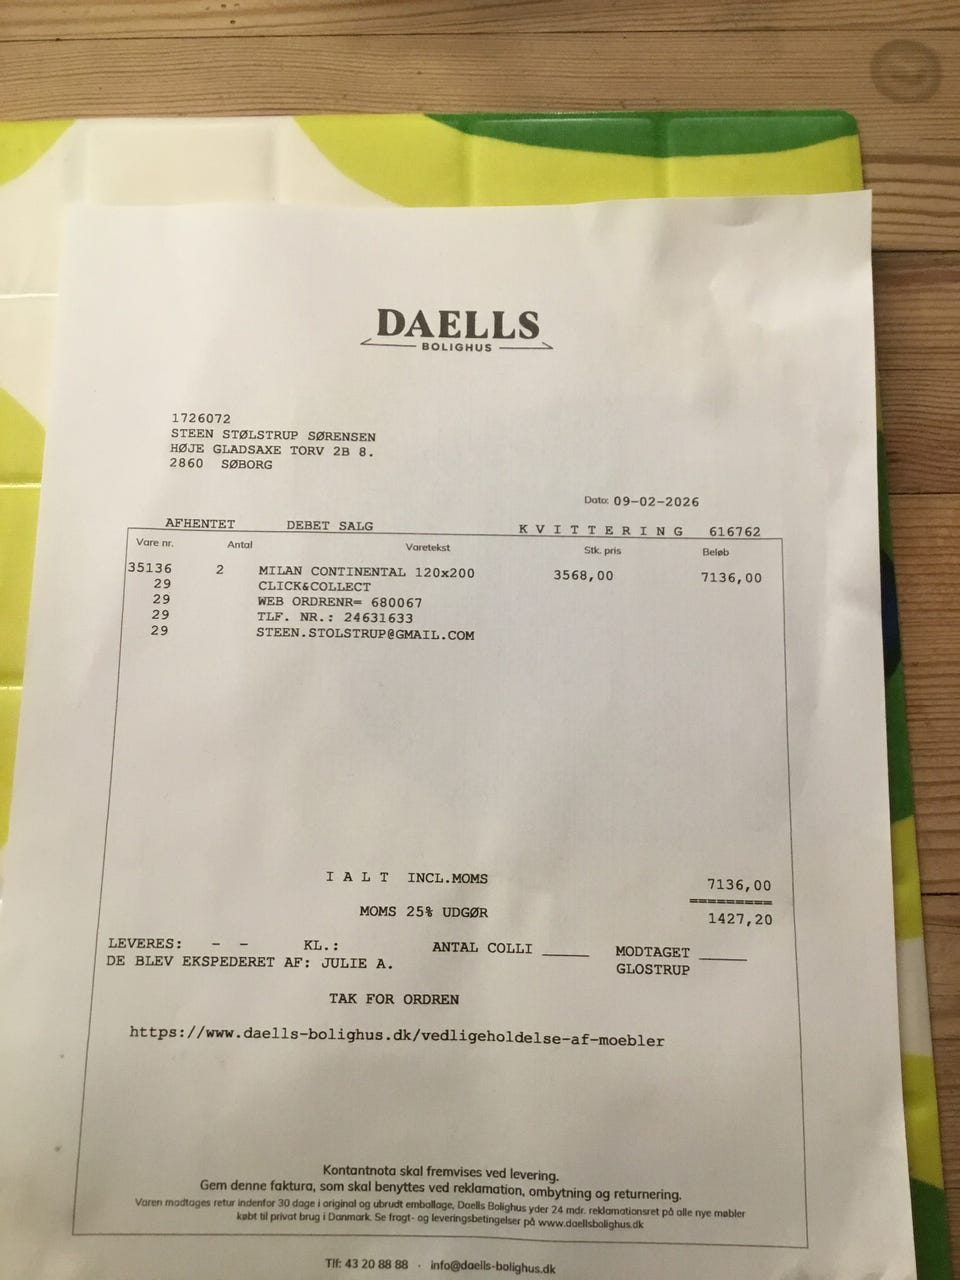 DAELLS
BOLIGHUS
1726072
STEEN STØLSTRUP SØRENSEN
HØJE GLADSAXE TORV 2B 8.
2860 SØBORG
Dato: 09-02-2026
AFHENTET DEBET SALG K V I T T E R I N G 616762
Vare nr. Antal Varetekst Stk. pris Beløb
35136 2 MILAN CONTINENTAL 120x200 3568,00 7136,00
29 CLICK&COLLECT
29 WEB ORDRENR= 680067
29 TLF. NR.: 24631633
29 STEEN.STOLSTRUP@GMAIL.COM
I A L T INCL.MOMS 7136,00
=========
MOMS 25% UDGØR 1427,20
LEVERES: - - KL.: ANTAL COLLI _____ MODTAGET _____
DE BLEV EKSPEDERET AF: JULIE A. GLOSTRUP
TAK FOR ORDREN
https://www.daells-bolighus.dk/vedligeholdelse-af-moebler
Kontantnota skal fremvises ved levering.
Gem denne faktura, som skal benyttes ved reklamation, ombytning og returnering.
Varen modtages retur indenfor 30 dage i original og ubrudt emballage, Daells Bolighus yder 24 mdr. reklamationsret på alle nye møbler
købt til privat brug i Danmark. Se fragt- og leveringsbetingelser på www.daellsbolighus.dk
Tlf: 43 20 88 88 · info@daells-bolighus.dk